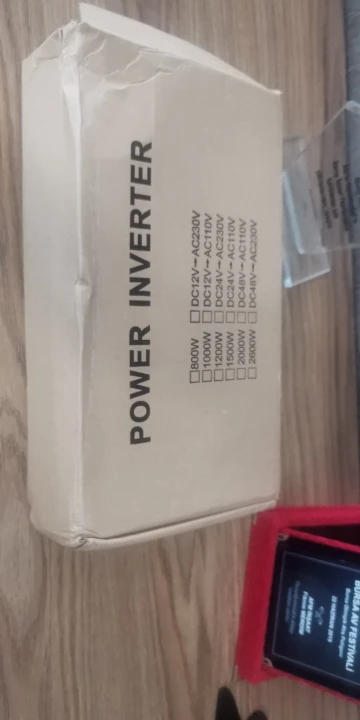 POWER INVERTER
☐800W ☐DC12V→AC230V
☐1000W ☐DC12V→AC110V
☐1200W ☐DC24V→AC230V
☐1500W ☐DC24V→AC110V
☐2000W ☐DC48V→AC110V
☐2600W ☐DC48V→AC230V
BURSA AV FESTİVALİ